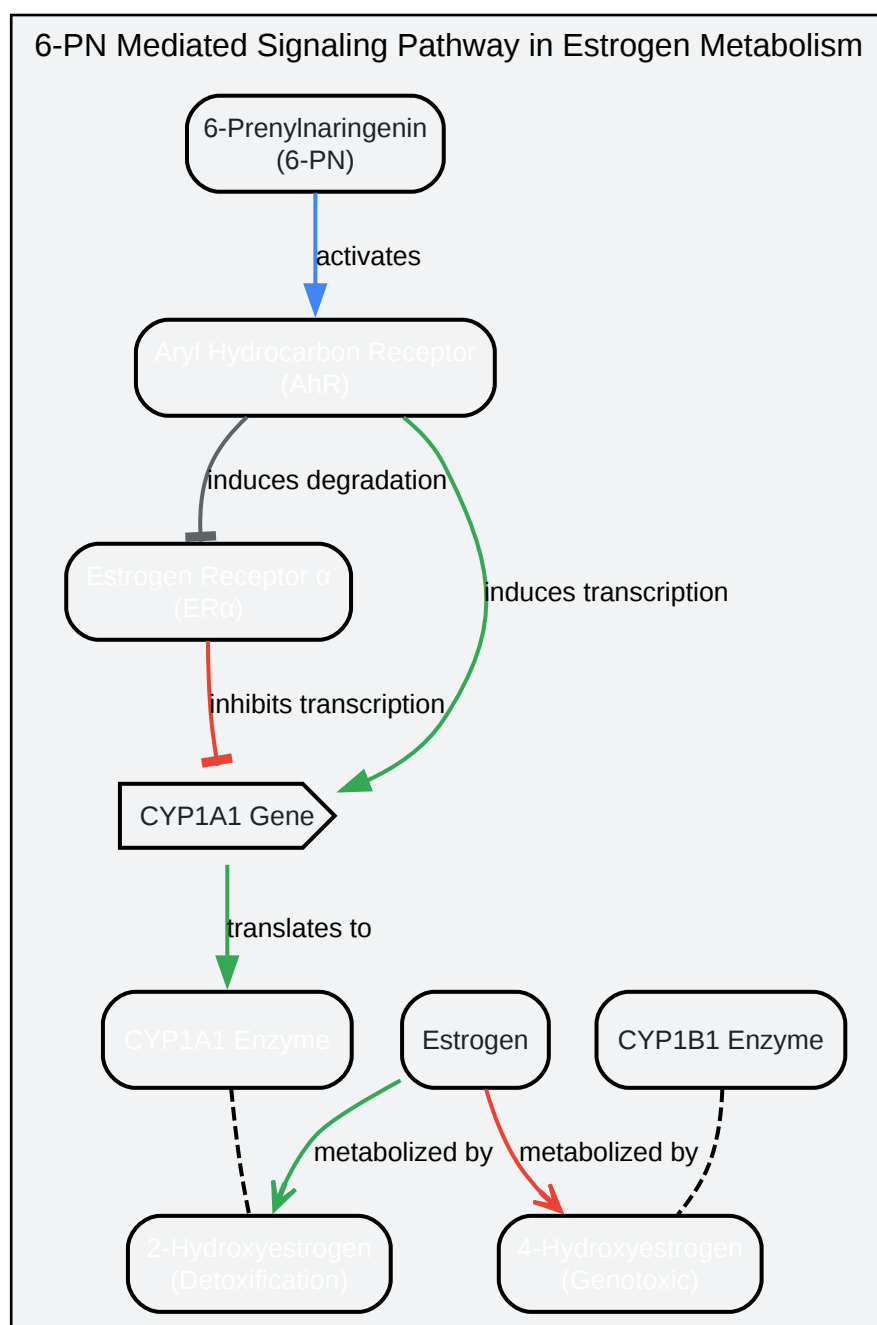 6-PN Mediated Signaling Pathway in Estrogen Metabolism
6-Prenylnaringenin
(6-PN)
activates
Aryl Hydrocarbon Receptor
(AhR)
induces degradation
Estrogen Receptor α
(ERα)
induces transcription
inhibits transcription
CYP1A1 Gene
translates to
CYP1A1 Enzyme
Estrogen
CYP1B1 Enzyme
metabolized by
metabolized by
2-Hydroxyestrogen
(Detoxification)
4-Hydroxyestrogen
(Genotoxic)